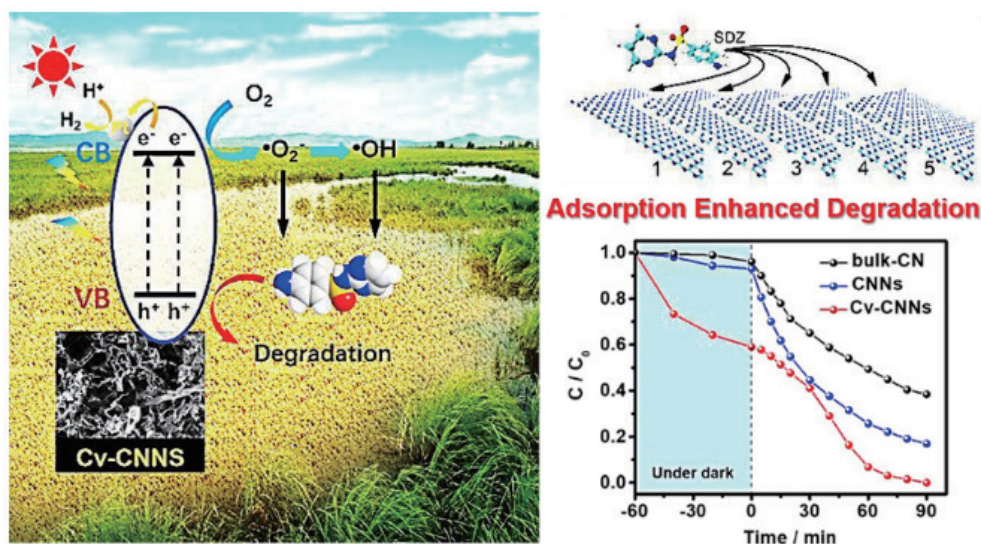 H⁺
H₂
Pt
CB
e⁻ e⁻
O₂
•O₂
•OH
VB
h⁺ h⁺
Degradation
Cv-CNNS
SDZ
1 2 3 4 5
Adsorption Enhanced Degradation
bulk-CN
CNNs
Cv-CNNs
C / C₀
1.0
0.8
0.6
0.4
0.2
0.0
Under dark
-60 -30 0 30 60 90
Time / min